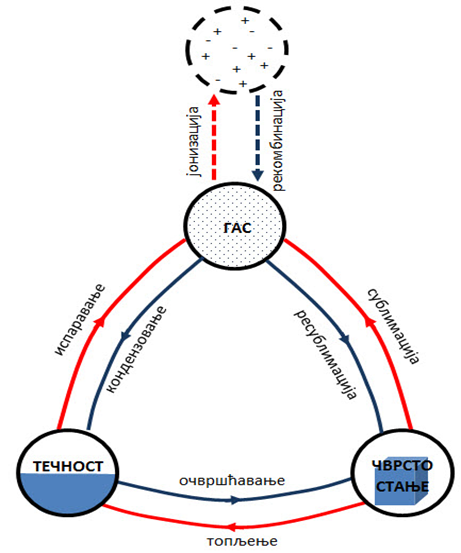 јонизација
рекомбинација
ГАС
испаравање
кондензовање
ресублимација
сублимација
ТЕЧНОСТ
ЧВРСТО
СТАЊЕ
очвршћавање
топљење